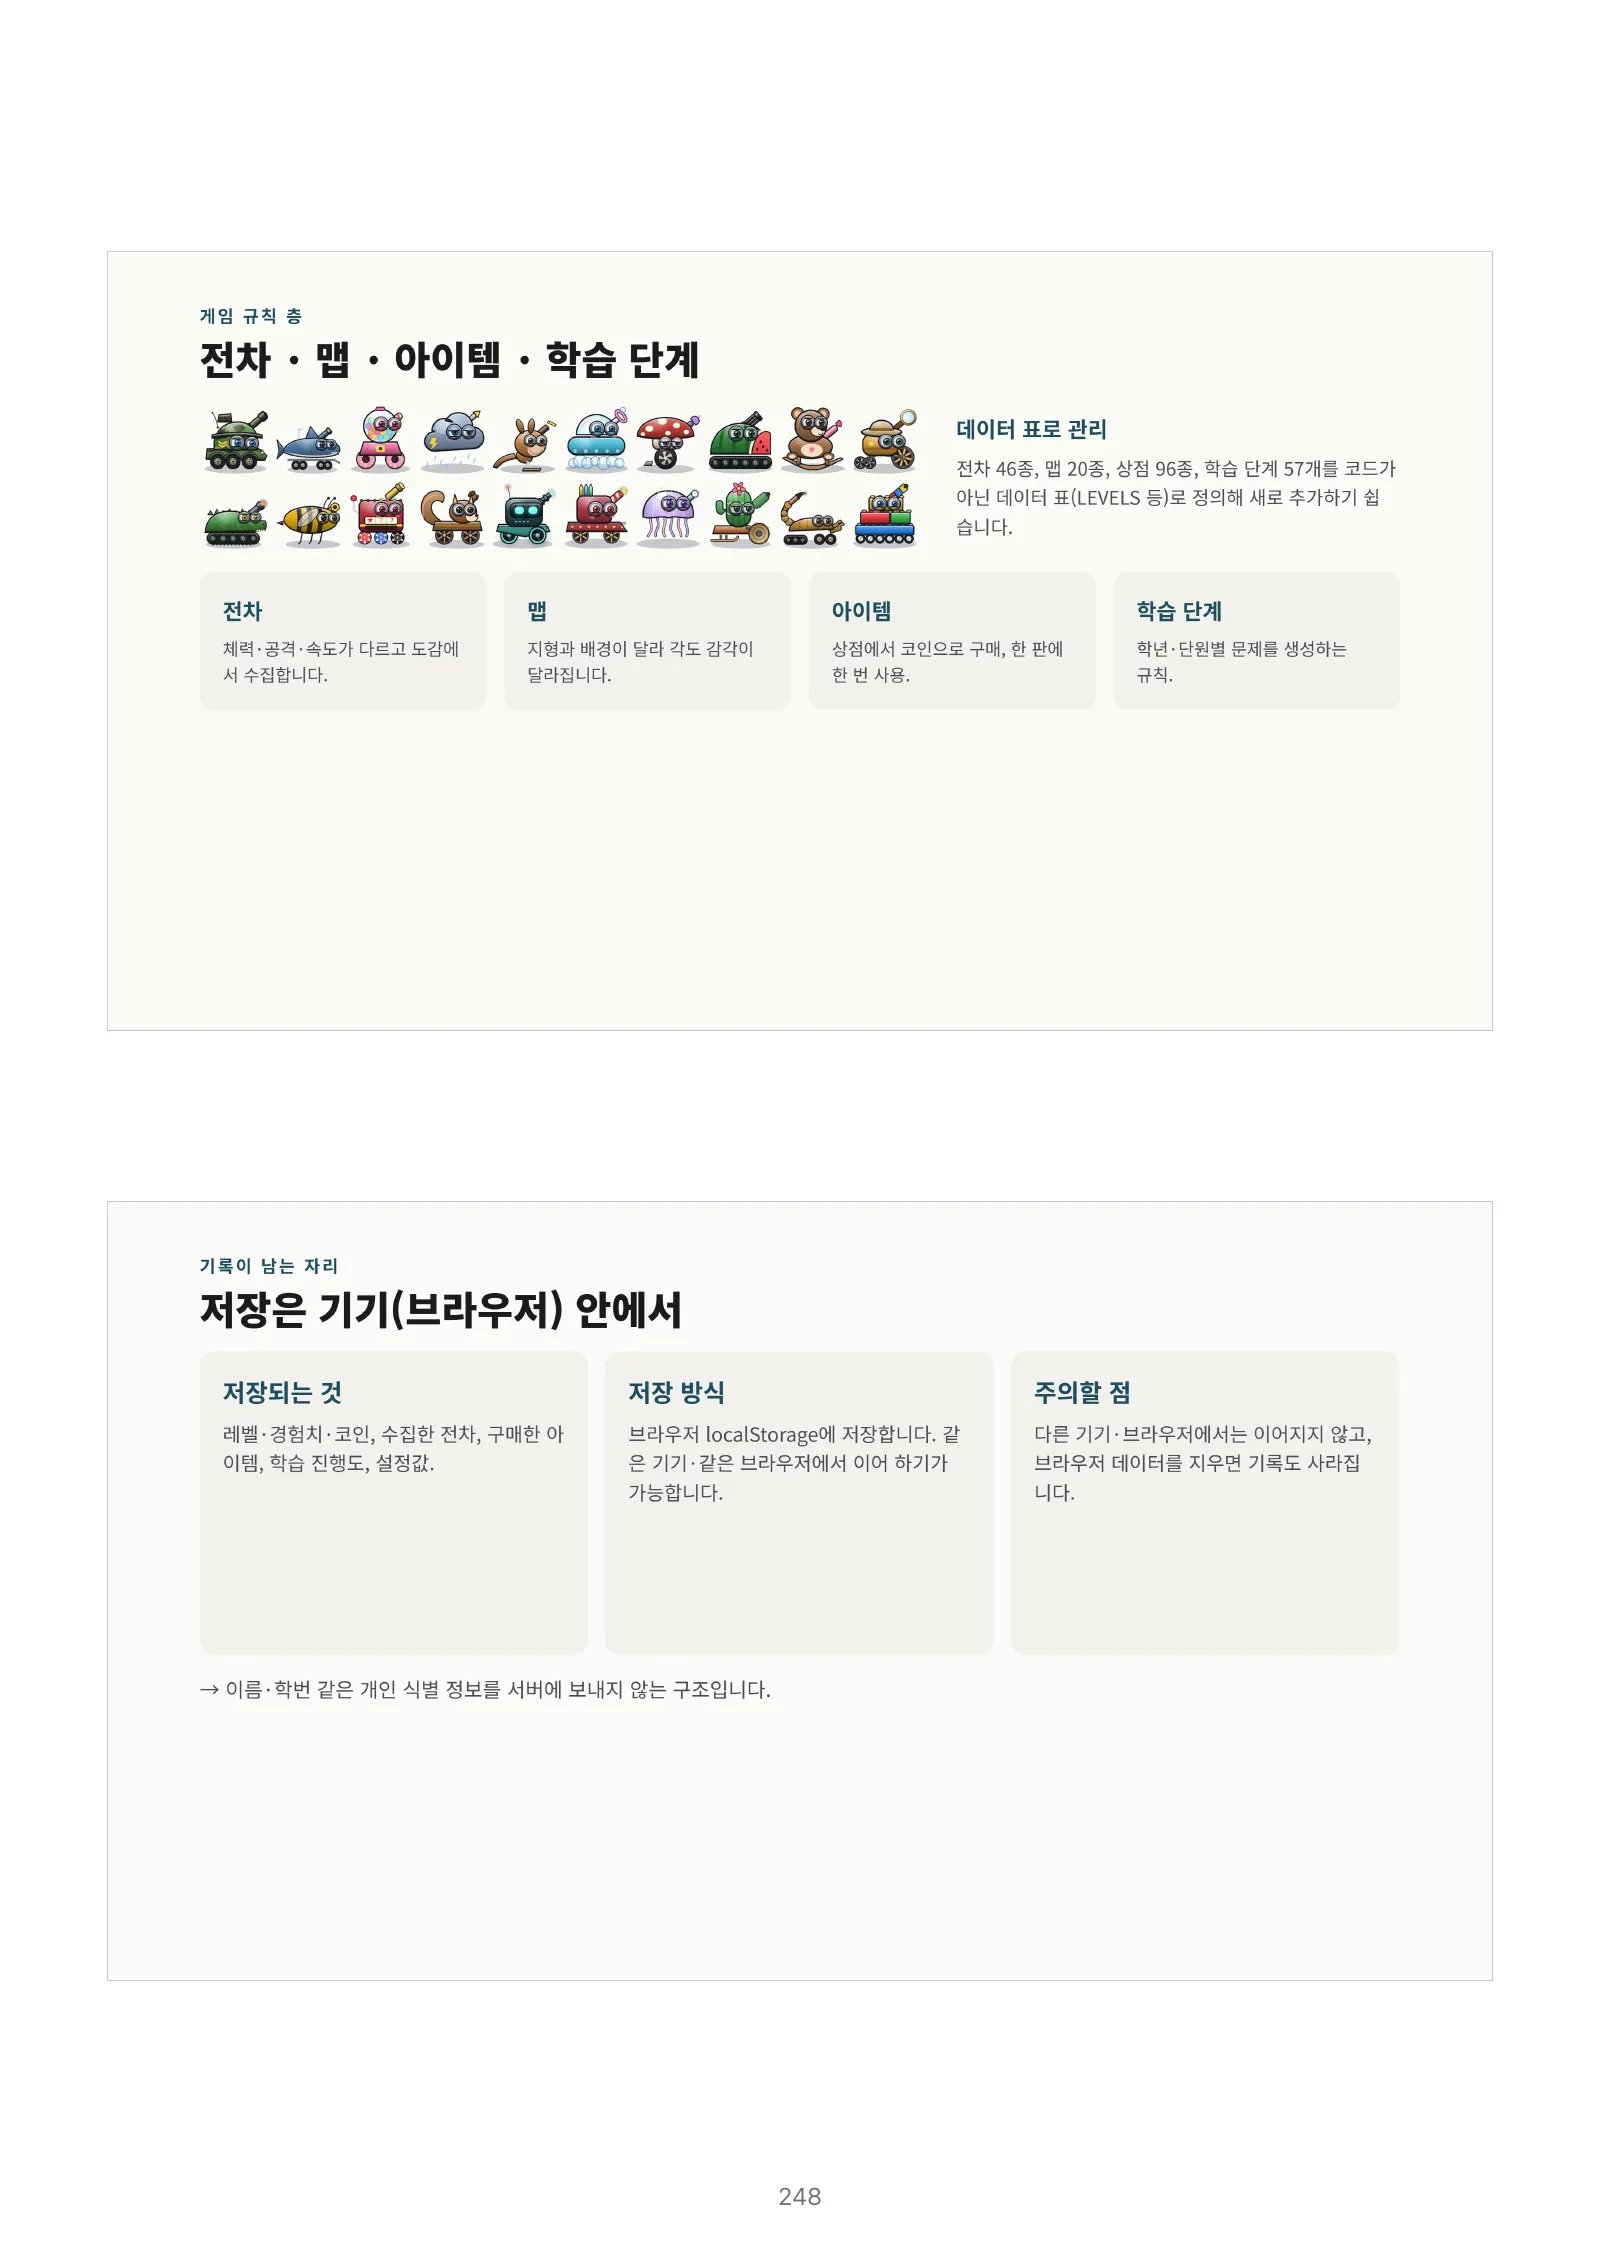 게임 규칙 층
전차 · 맵 · 아이템 · 학습 단계
데이터 표로 관리
전차 46종, 맵 20종, 상점 96종, 학습 단계 57개를 코드가
아닌 데이터 표(LEVELS 등)로 정의해 새로 추가하기 쉽
습니다.
전차
체력·공격·속도가 다르고 도감에
서 수집합니다.
맵
지형과 배경이 달라 각도 감각이
달라집니다.
아이템
상점에서 코인으로 구매, 한 판에
한 번 사용.
학습 단계
학년·단원별 문제를 생성하는
규칙.
기록이 남는 자리
저장은 기기(브라우저) 안에서
저장되는 것
레벨·경험치·코인, 수집한 전차, 구매한 아
이템, 학습 진행도, 설정값.
저장 방식
브라우저 localStorage에 저장합니다. 같
은 기기·같은 브라우저에서 이어 하기가
가능합니다.
주의할 점
다른 기기·브라우저에서는 이어지지 않고,
브라우저 데이터를 지우면 기록도 사라집
니다.
→ 이름·학번 같은 개인 식별 정보를 서버에 보내지 않는 구조입니다.
248